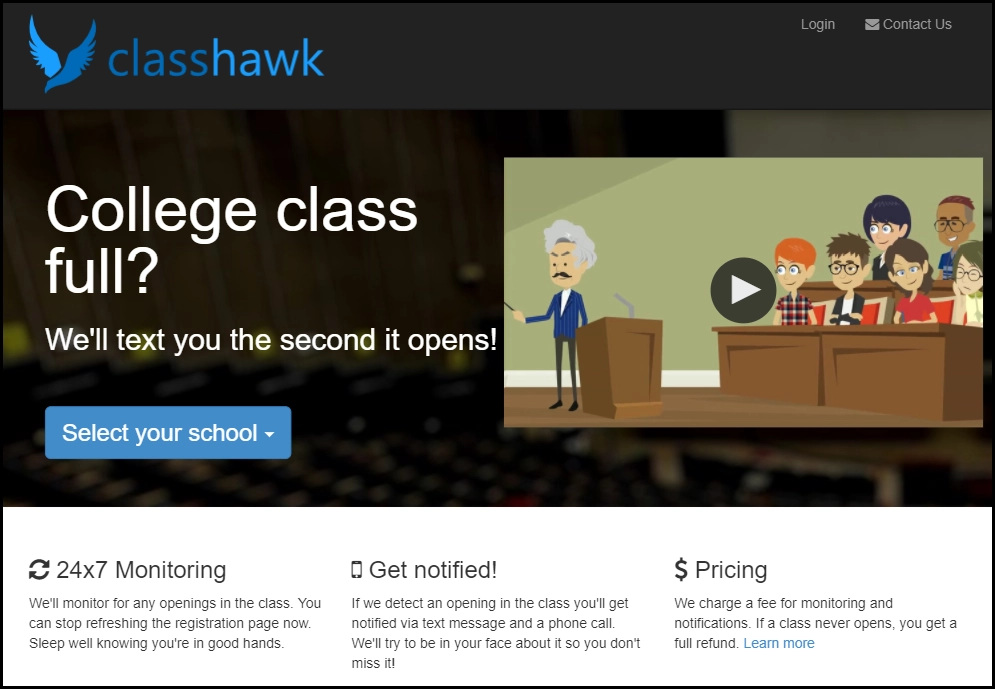 classhawk
Login
Contact Us
College class
full?
We'll text you the second it opens!
Select your school
24x7 Monitoring
We'll monitor for any openings in the class. You
can stop refreshing the registration page now.
Sleep well knowing you're in good hands.
Get notified!
If we detect an opening in the class you'll get
notified via text message and a phone call.
We'll try to be in your face about it so you don't
miss it!
$ Pricing
We charge a fee for monitoring and
notifications. If a class never opens, you get a
full refund. Learn more